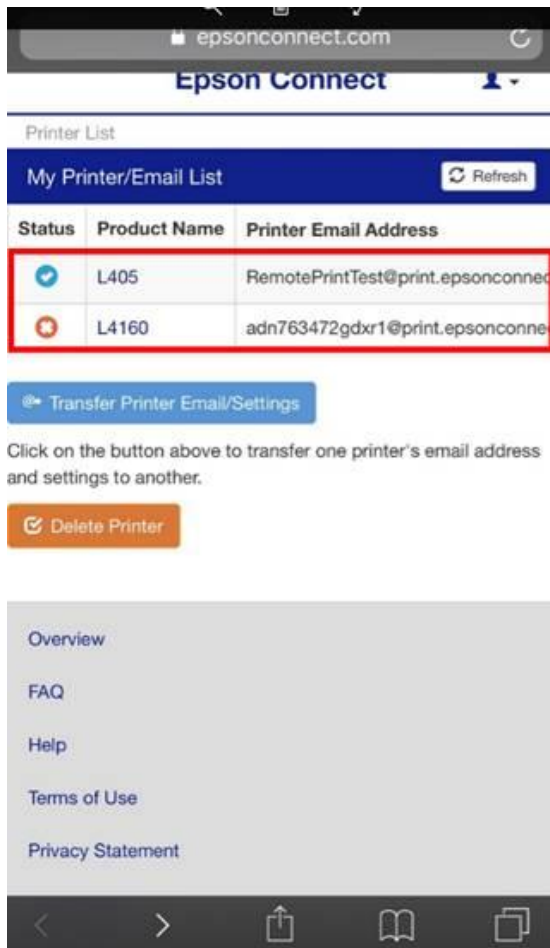 epsonconnect.com
Epson Connect
Printer List
My Printer/Email List Refresh
Status Product Name Printer Email Address
L405 RemotePrintTest@print.epsonconnec
L4160 adn763472gdxr1@print.epsonconne
Transfer Printer Email/Settings
Click on the button above to transfer one printer's email address
and settings to another.
Delete Printer
Overview
FAQ
Help
Terms of Use
Privacy Statement